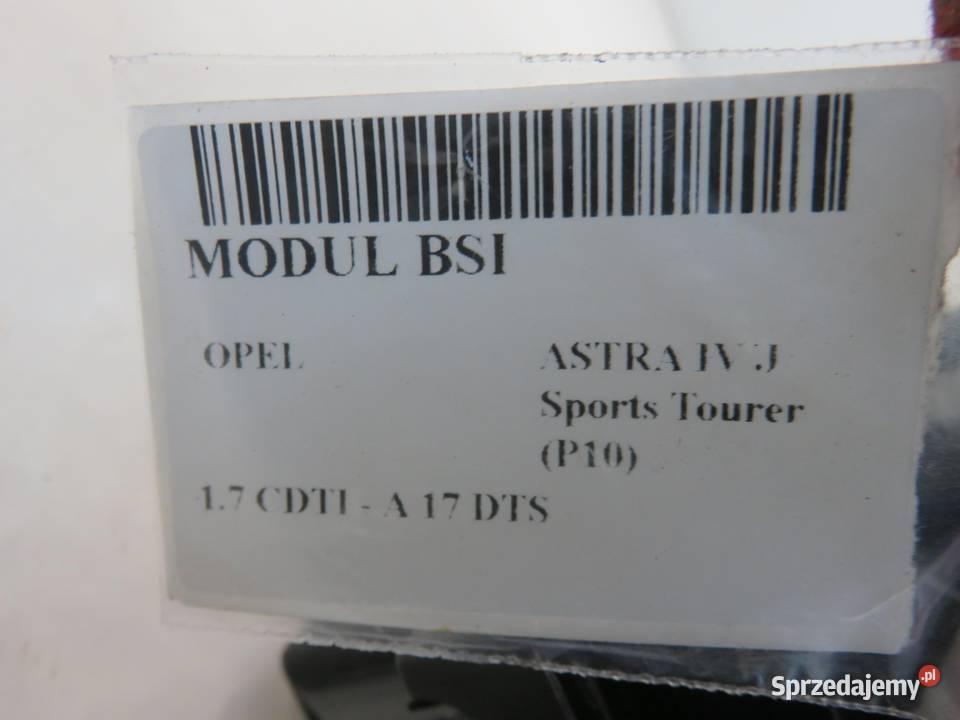 MODUL BSI
OPEL
ASTRA IV J
Sports Tourer
(P10)
1.7 CDTI - A 17 DTS
Sprzedajemy.pl